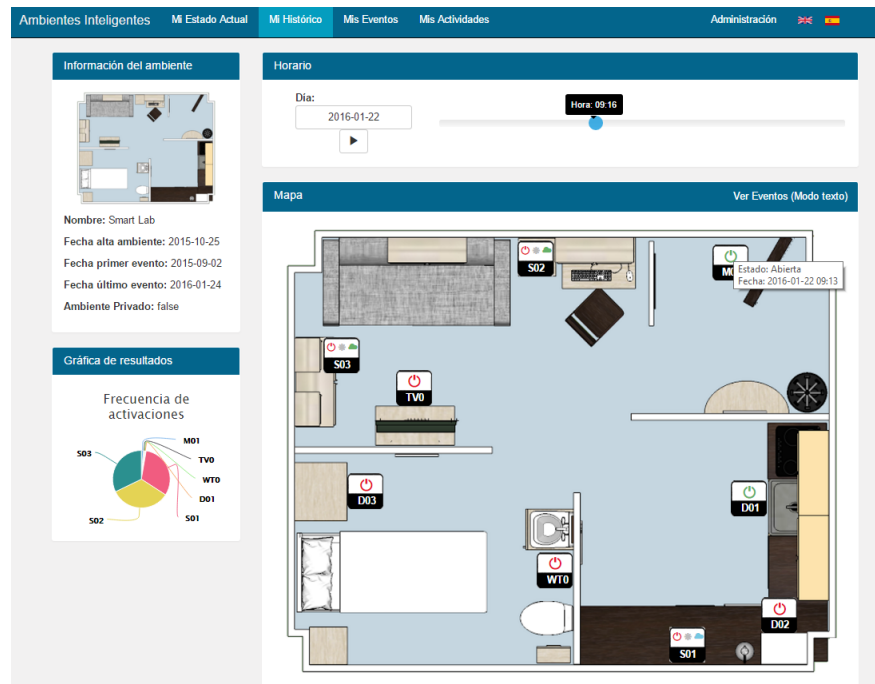 Ambientes Inteligentes Mi Estado Actual Mi Histórico Mis Eventos Mis Actividades Administración
Información del ambiente
Nombre: Smart Lab
Fecha alta ambiente: 2015-10-25
Fecha primer evento: 2015-09-02
Fecha último evento: 2016-01-24
Ambiente Privado: false
Gráfica de resultados
Frecuencia de
activaciones
M01
S03
TV0
WT0
D01
S02
S01
Horario
Día:
2016-01-22
Hora: 09:16
Mapa Ver Eventos (Modo texto)
S02
Estado: Abierta
Fecha: 2016-01-22 09:13
S03
TV0
D03
D01
WT0
D02
S01